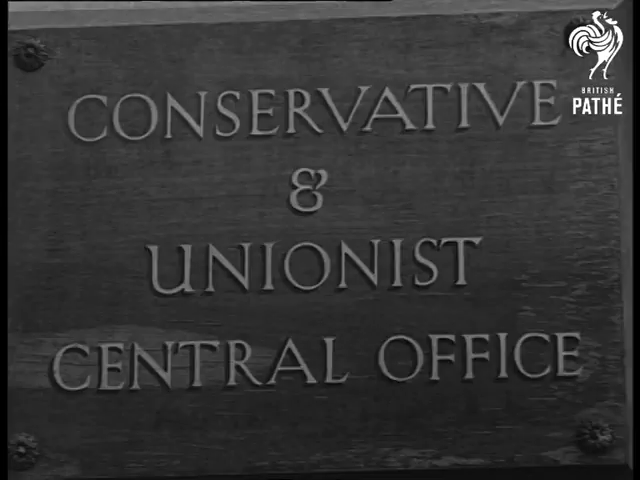 BRITISH
PATHÉ
CONSERVATIVE
&
UNIONIST
CENTRAL OFFICE